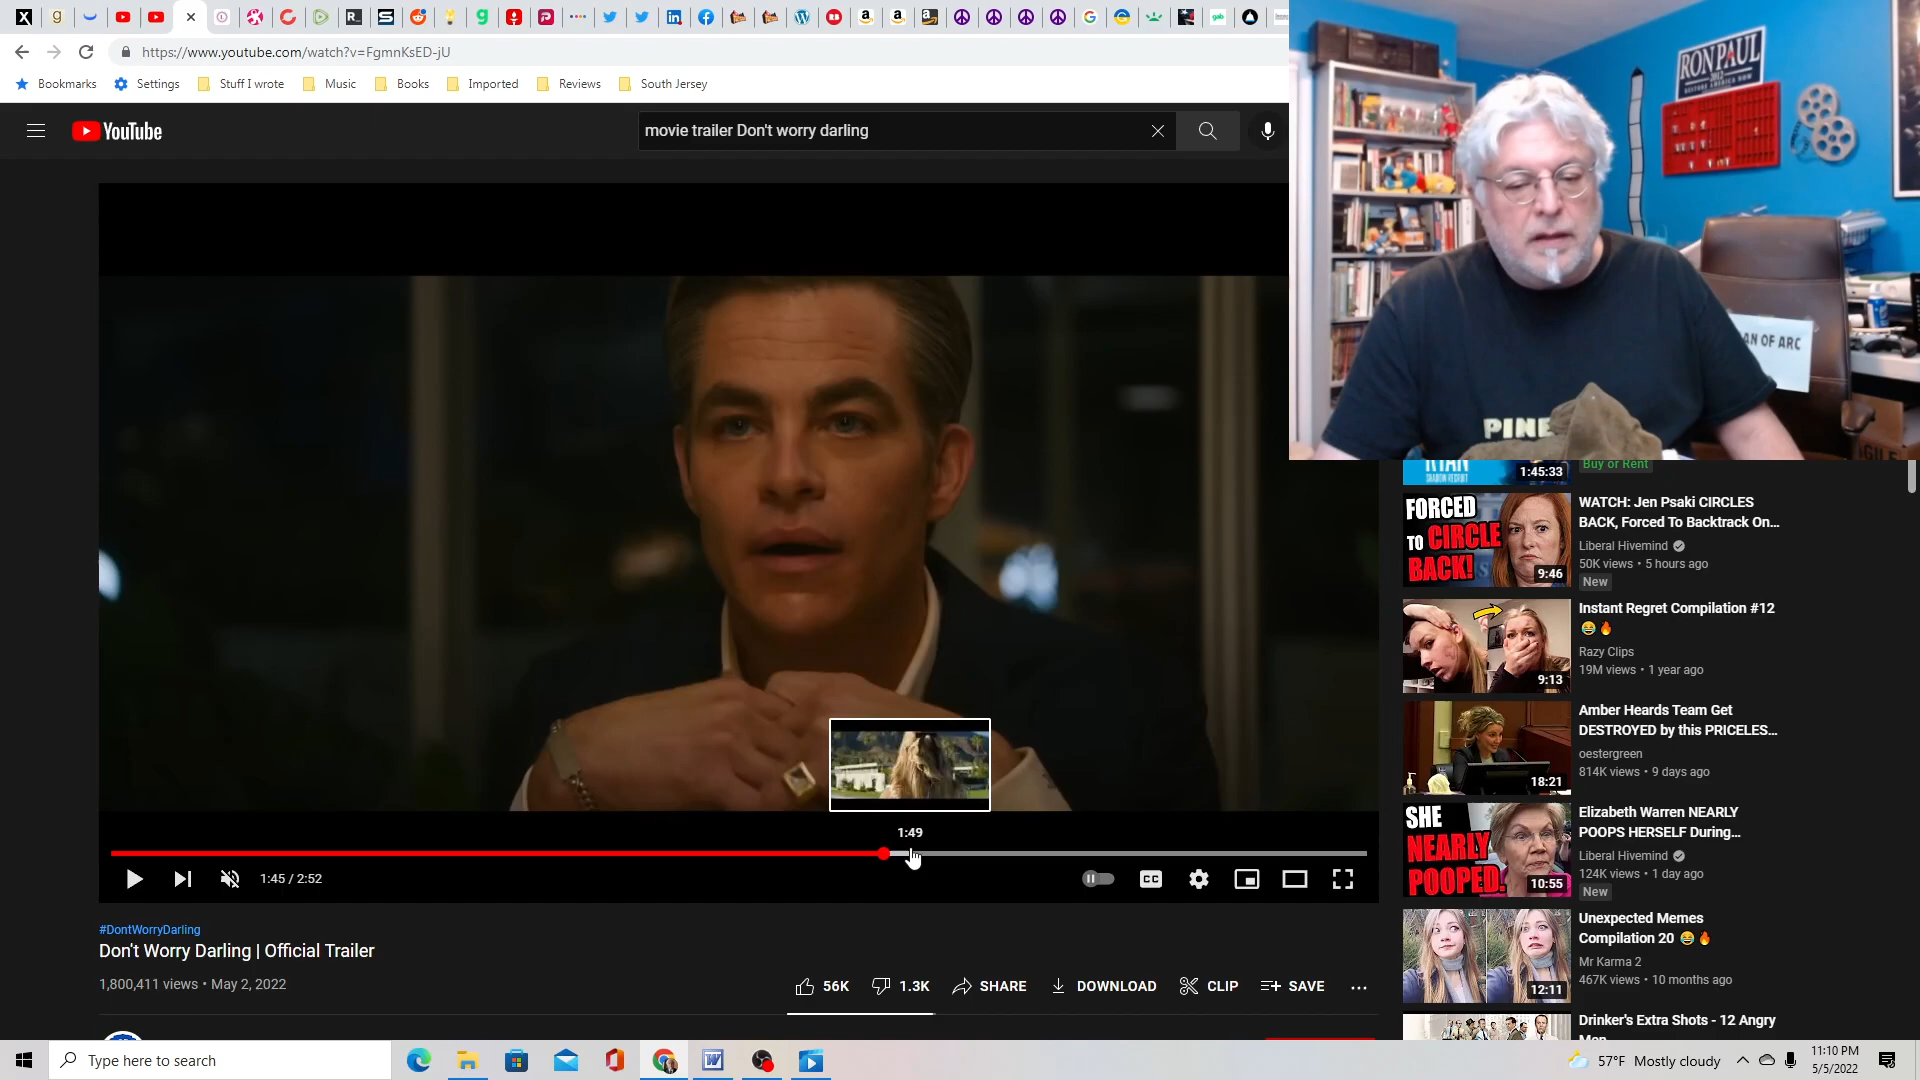 https://www.youtube.com/watch?v=FgmnKsED-jU
Bookmarks
Settings
Stuff I wrote
Music
Books
Imported
Reviews
South Jersey
YouTube
movie trailer Don't worry darling
RON PAUL
2012
AN OF ARC
PINE
1:49
1:45 / 2:52
CC
#DontWorryDarling
Don't Worry Darling | Official Trailer
1,800,411 views • May 2, 2022
56K
1.3K
SHARE
DOWNLOAD
CLIP
SAVE
RYAN
SHADOW RECRUIT
1:45:33
Buy or Rent
FORCED
TO CIRCLE
BACK!
9:46
WATCH: Jen Psaki CIRCLES
BACK, Forced To Backtrack On...
Liberal Hivemind
50K views • 5 hours ago
New
9:13
Instant Regret Compilation #12
😂🔥
Razy Clips
19M views • 1 year ago
18:21
Amber Heards Team Get
DESTROYED by this PRICELES...
oestergreen
814K views • 9 days ago
SHE
NEARLY
POOPED.
10:55
Elizabeth Warren NEARLY
POOPS HERSELF During...
Liberal Hivemind
124K views • 1 day ago
New
12:11
Unexpected Memes
Compilation 20 😂🔥
Mr Karma 2
467K views • 10 months ago
Drinker's Extra Shots - 12 Angry
Type here to search
57°F Mostly cloudy
11:10 PM
5/5/2022